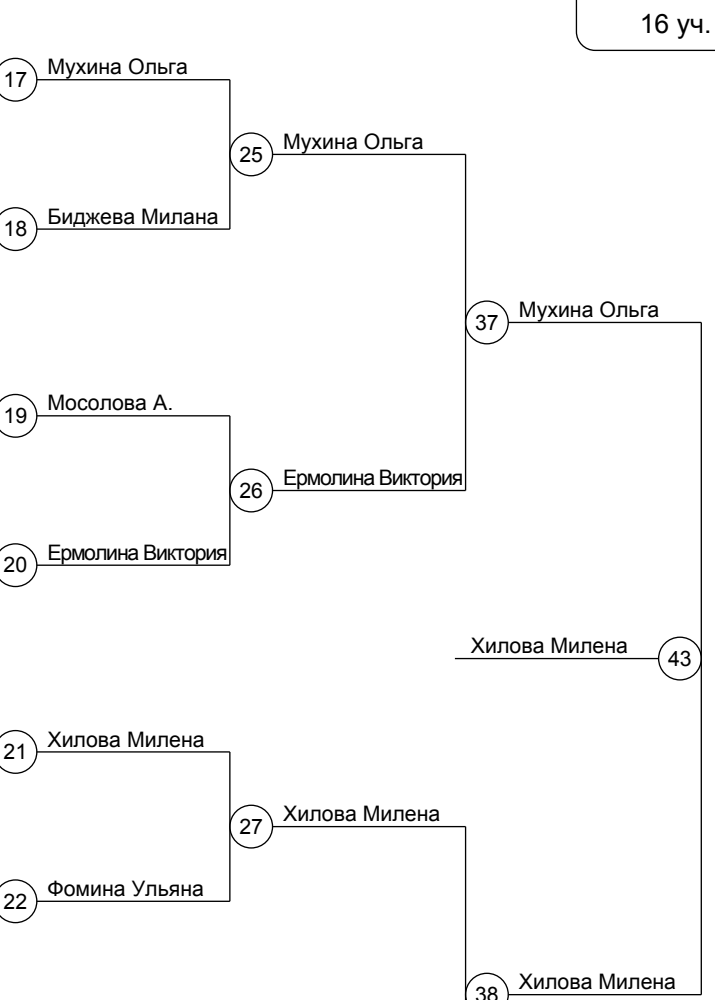 16 уч.
17 Мухина Ольга
25 Мухина Ольга
18 Биджева Милана
37 Мухина Ольга
19 Мосолова А.
26 Ермолина Виктория
20 Ермолина Виктория
Хилова Милена 43
21 Хилова Милена
27 Хилова Милена
22 Фомина Ульяна
38 Хилова Милена